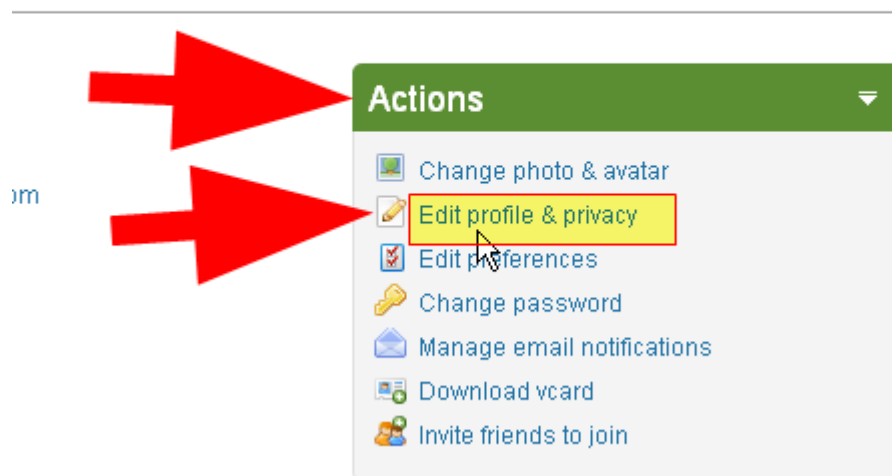 Actions
Change photo & avatar
om
Edit profile & privacy
Edit preferences
Change password
Manage email notifications
Download vcard
Invite friends to join